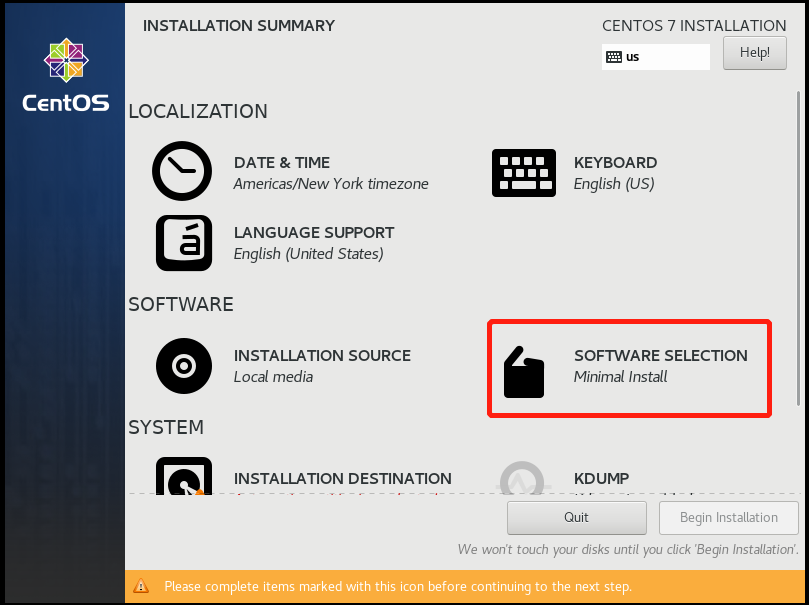 INSTALLATION SUMMARY
CENTOS 7 INSTALLATION
us
Help!
CentOS
LOCALIZATION
DATE & TIME
Americas/New York timezone
KEYBOARD
English (US)
á
LANGUAGE SUPPORT
English (United States)
SOFTWARE
INSTALLATION SOURCE
Local media
SOFTWARE SELECTION
Minimal Install
SYSTEM
INSTALLATION DESTINATION
KDUMP
Quit
Begin Installation
We won't touch your disks until you click 'Begin Installation'.
Please complete items marked with this icon before continuing to the next step.